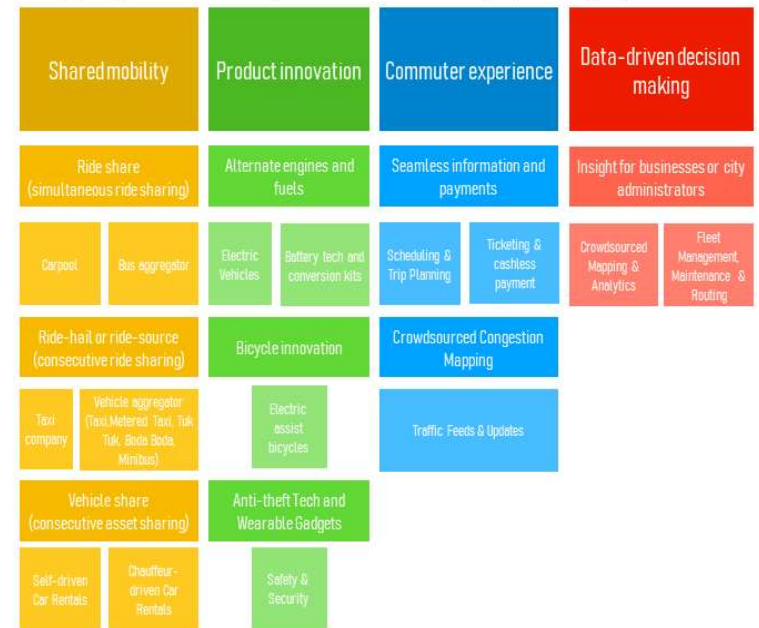 Shared mobility
Product innovation
Commuter experience
Data-driven decision
making
Ride share
(simultaneous ride sharing)
Alternate engines and
fuels
Seamless information and
payments
Insight for businesses or city
administrators
Carpool
Bus aggregator
Electric
Vehicles
Battery tech and
conversion kits
Scheduling &
Trip Planning
Ticketing &
cashless
payment
Crowdsourced
Mapping &
Analytics
Fleet
Management,
Maintenance &
Routing
Ride-hail or ride-source
(consecutive ride sharing)
Bicycle innovation
Crowdsourced Congestion
Mapping
Taxi
company
Vehicle aggregator
(Taxi,Metered Taxi, Tuk
Tuk, Boda Boda,
Minibus)
Electric
assist
bicycles
Traffic Feeds & Updates
Vehicle share
(consecutive asset sharing)
Anti-theft Tech and
Wearable Gadgets
Self-driven
Car Rentals
Chauffeur-
driven Car
Rentals
Safety &
Security